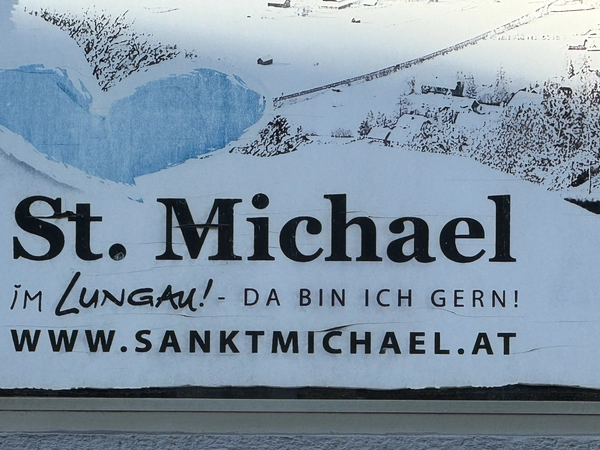 St. Michael
im LUNGAU! - DA BIN ICH GERN!
WWW.SANKTMICHAEL.AT